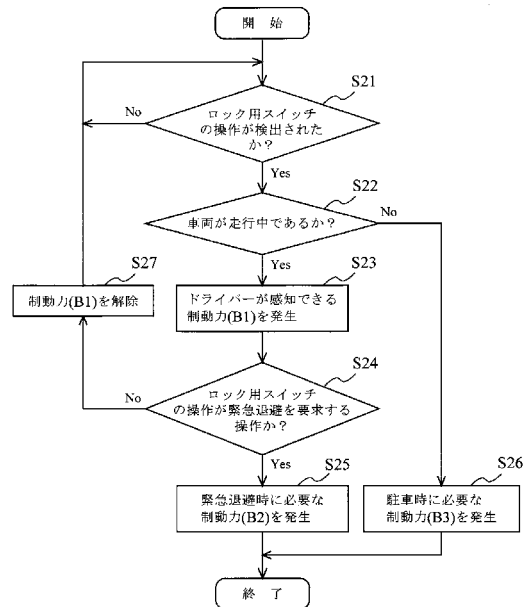 開 始
S21
ロック用スイッチ
の操作が検出された
か?
No
Yes
S22
車両が走行中であるか?
No
Yes
S27
制動力(B1)を解除
S23
ドライバーが感知できる
制動力(B1)を発生
S24
ロック用スイッチ
の操作が緊急退避を要求する
操作か?
No
Yes
S25
緊急退避時に必要な
制動力(B2)を発生
S26
駐車時に必要な
制動力(B3)を発生
終 了